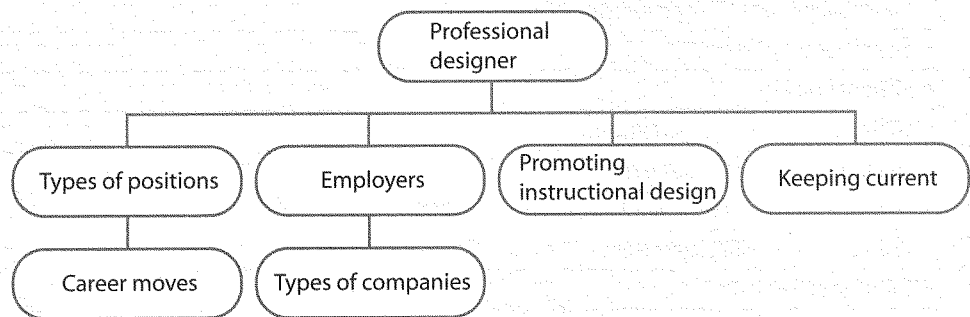 Professional
designer
Types of positions
Employers
Promoting
instructional design
Keeping current
Career moves
Types of companies